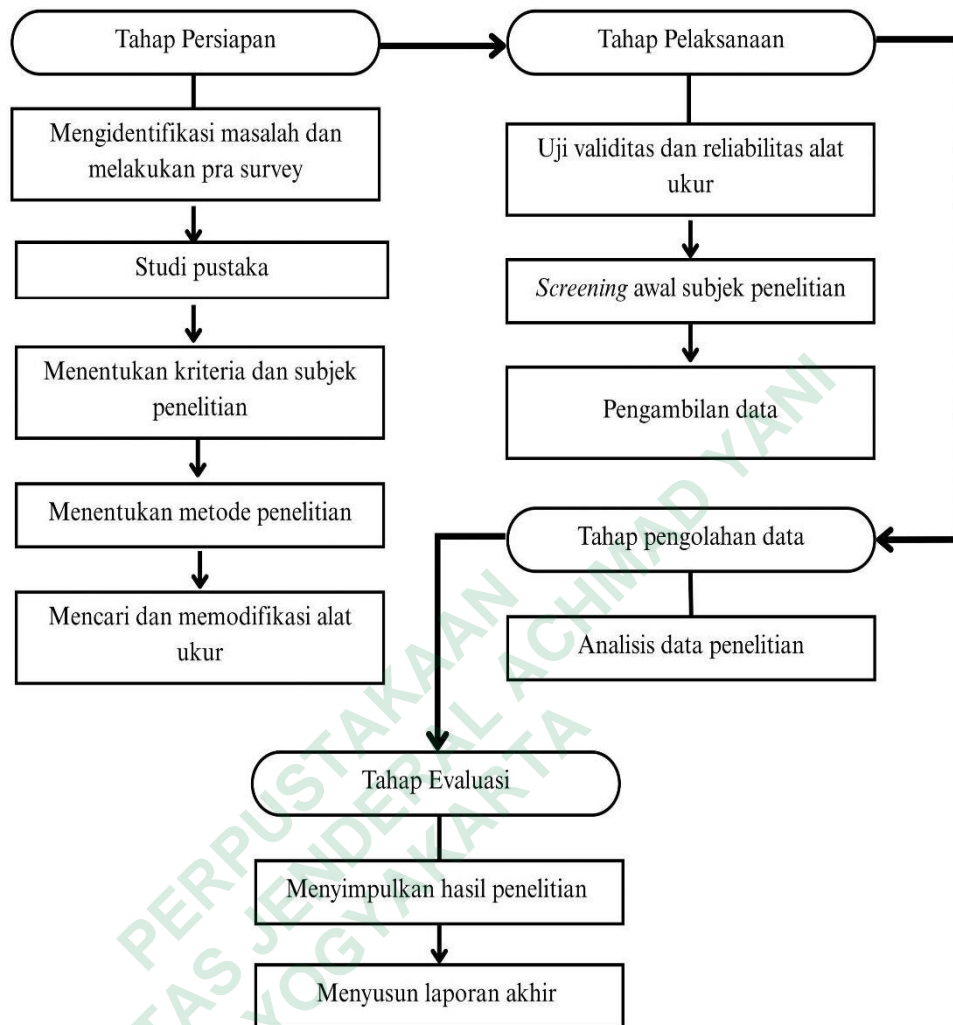 Tahap Persiapan
Mengidentifikasi masalah dan
melakukan pra survey
Studi pustaka
Menentukan kriteria dan subjek
penelitian
Menentukan metode penelitian
Mencari dan memodifikasi alat
ukur
Tahap Pelaksanaan
Uji validitas dan reliabilitas alat
ukur
Screening awal subjek penelitian
Pengambilan data
Tahap pengolahan data
Analisis data penelitian
Tahap Evaluasi
Menyimpulkan hasil penelitian
Menyusun laporan akhir
PERPUSTAKAAN
TAS JENDERAL ACHMAD YANI
YOGYAKARTA